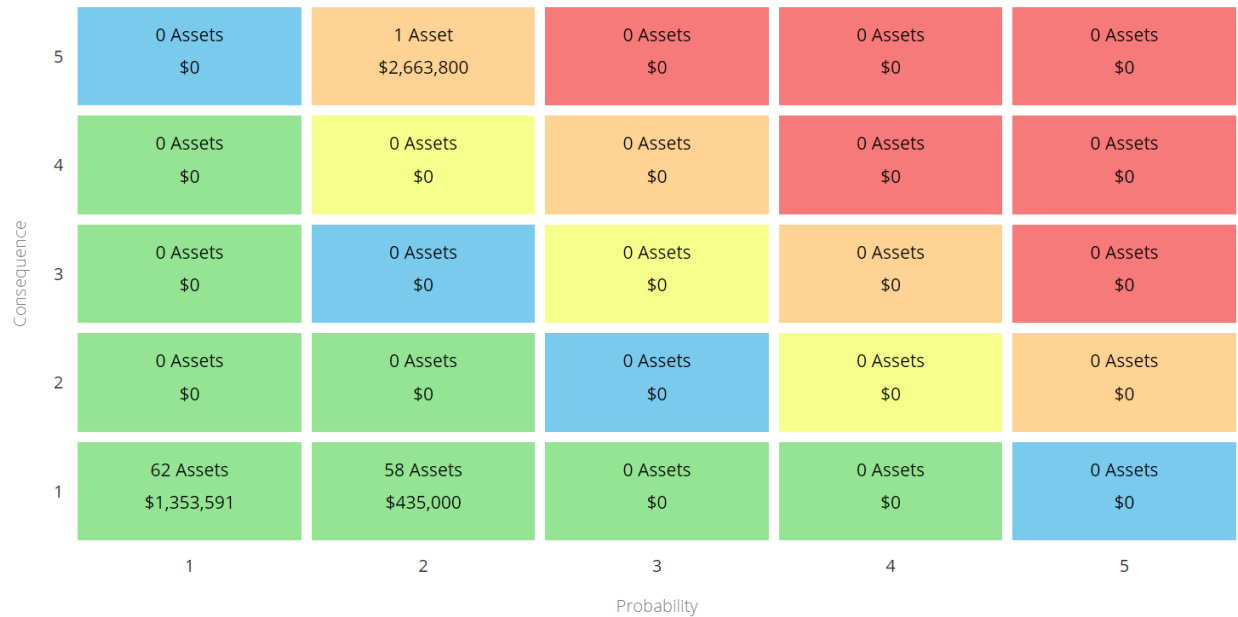 0 Assets
1 Asset
0 Assets
0 Assets
0 Assets
5
$0
$2,663,800
$0
$0
$0
0 Assets
0 Assets
0 Assets
0 Assets
0 Assets
4
$0
$0
$0
$0
$0
Consequence
0 Assets
0 Assets
0 Assets
0 Assets
0 Assets
3
$0
$0
$0
$0
$0
0 Assets
0 Assets
0 Assets
0 Assets
0 Assets
2
$0
$0
$0
$0
$0
62 Assets
58 Assets
0 Assets
0 Assets
0 Assets
1
$1,353,591
$435,000
$0
$0
$0
1
2
3
4
5
Probability